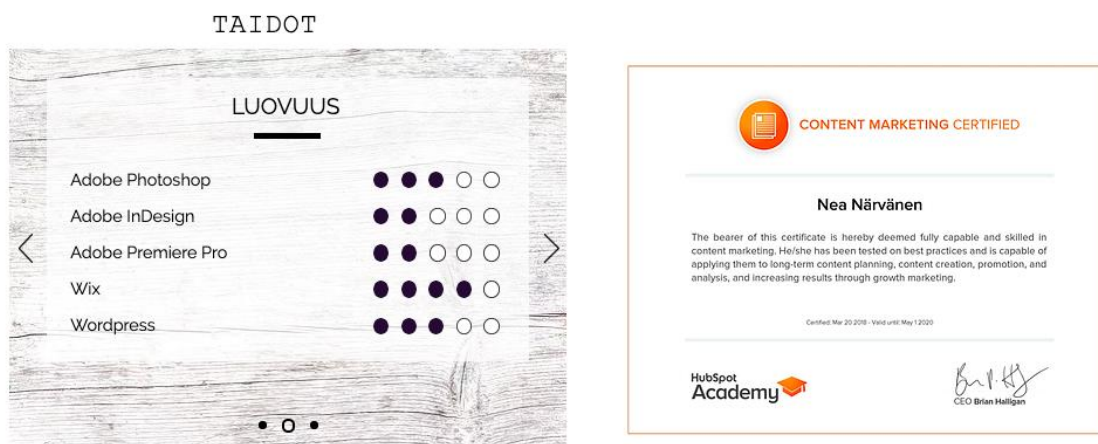 TAIDOT
LUOVUUS
Adobe Photoshop
Adobe InDesign
Adobe Premiere Pro
Wix
Wordpress
CONTENT MARKETING CERTIFIED
Nea Närvänen
The bearer of this certificate is hereby deemed fully capable and skilled in
content marketing. He/she has been tested on best practices and is capable of
applying them to long-term content planning, content creation, promotion, and
analysis, and increasing results through growth marketing.
Certified: Mar 20 2018 - Valid until: May 1 2020
HubSpot
Academy
CEO Brian Halligan